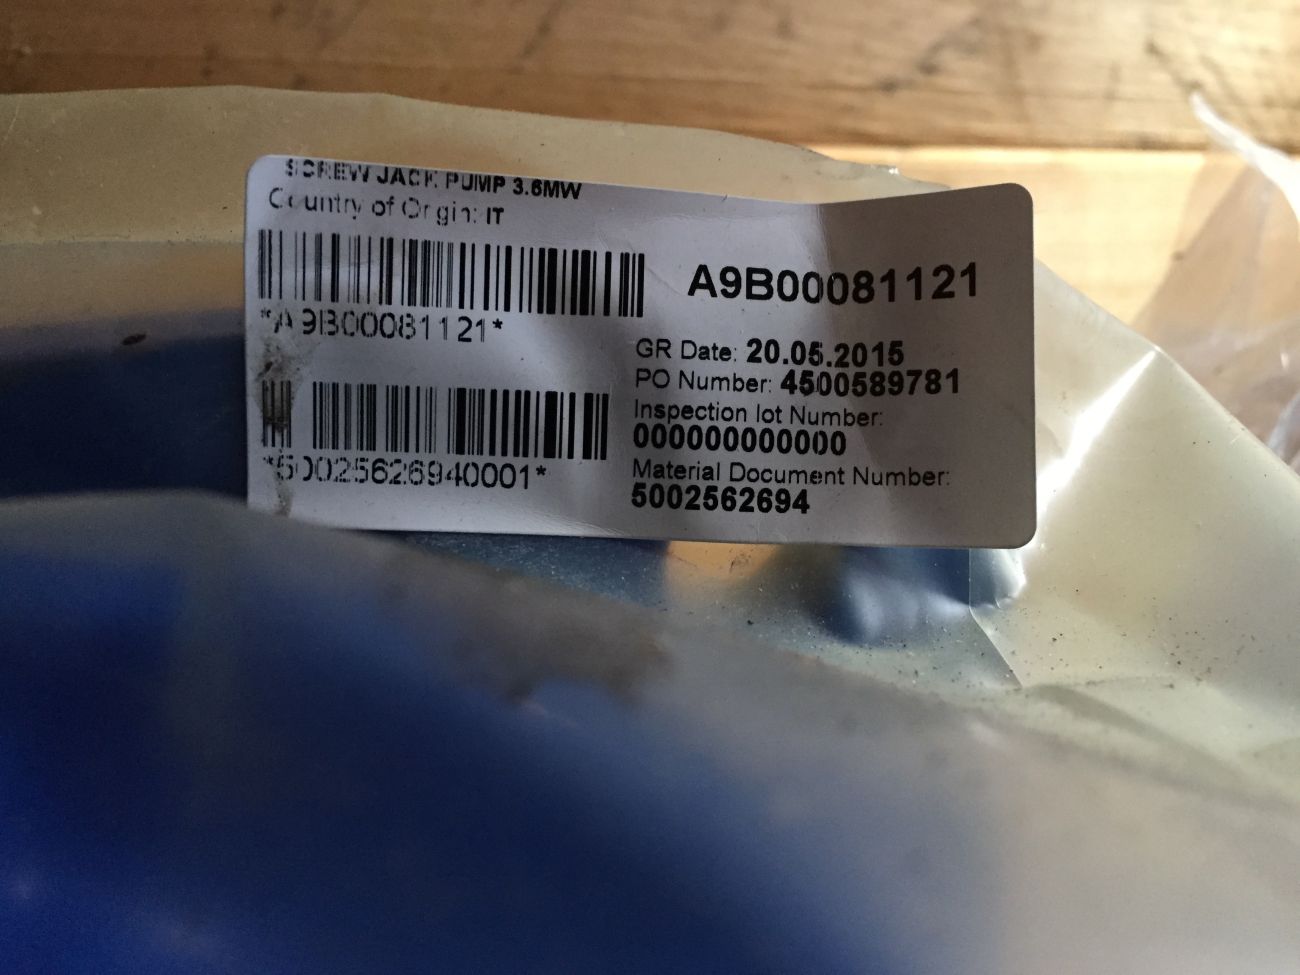 SCREW JACK PUMP 3.6MW
Country of Origin: IT
*A9B00081121*
A9B00081121
GR Date: 20.05.2015
PO Number: 4500589781
Inspection lot Number:
000000000000
Material Document Number:
5002562694
*50025626940001*